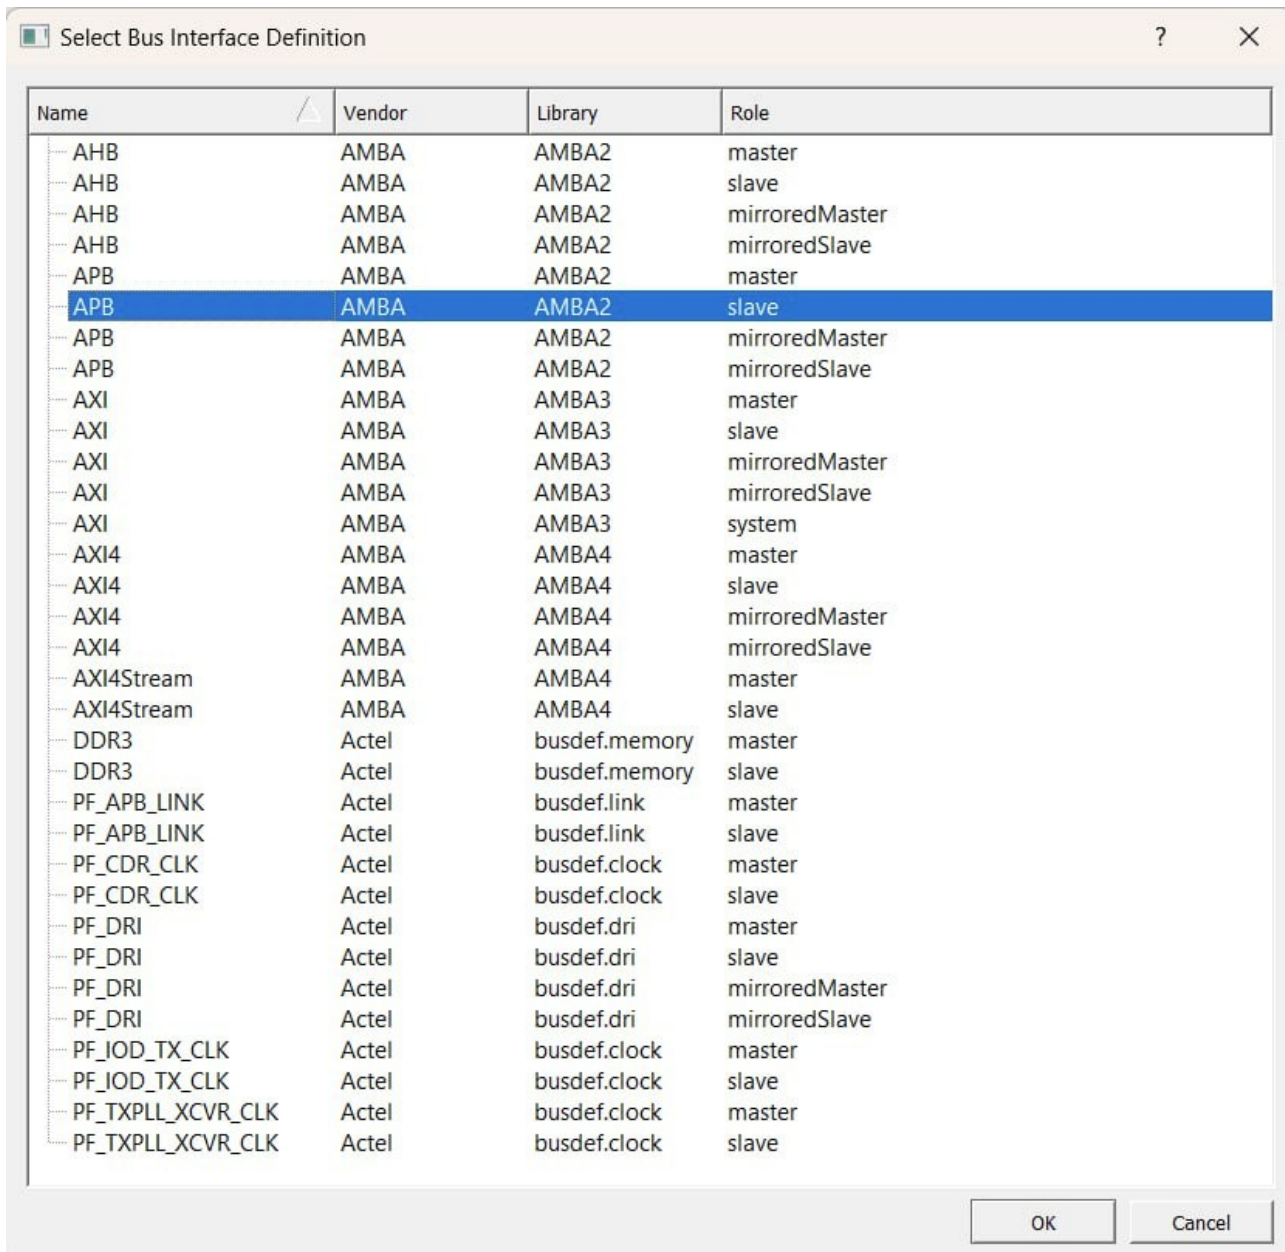 Select Bus Interface Definition ?
Name Vendor Library Role
AHB AMBA AMBA2 master
AHB AMBA AMBA2 slave
AHB AMBA AMBA2 mirroredMaster
AHB AMBA AMBA2 mirroredSlave
APB AMBA AMBA2 master
APB AMBA AMBA2 slave
APB AMBA AMBA2 mirroredMaster
APB AMBA AMBA2 mirroredSlave
AXI AMBA AMBA3 master
AXI AMBA AMBA3 slave
AXI AMBA AMBA3 mirroredMaster
AXI AMBA AMBA3 mirroredSlave
AXI AMBA AMBA3 system
AXI4 AMBA AMBA4 master
AXI4 AMBA AMBA4 slave
AXI4 AMBA AMBA4 mirroredMaster
AXI4 AMBA AMBA4 mirroredSlave
AXI4Stream AMBA AMBA4 master
AXI4Stream AMBA AMBA4 slave
DDR3 Actel busdef.memory master
DDR3 Actel busdef.memory slave
PF_APB_LINK Actel busdef.link master
PF_APB_LINK Actel busdef.link slave
PF_CDR_CLK Actel busdef.clock master
PF_CDR_CLK Actel busdef.clock slave
PF_DRI Actel busdef.dri master
PF_DRI Actel busdef.dri slave
PF_DRI Actel busdef.dri mirroredMaster
PF_DRI Actel busdef.dri mirroredSlave
PF_IOD_TX_CLK Actel busdef.clock master
PF_IOD_TX_CLK Actel busdef.clock slave
PF_TXPLL_XCVR_CLK Actel busdef.clock master
PF_TXPLL_XCVR_CLK Actel busdef.clock slave
OK Cancel